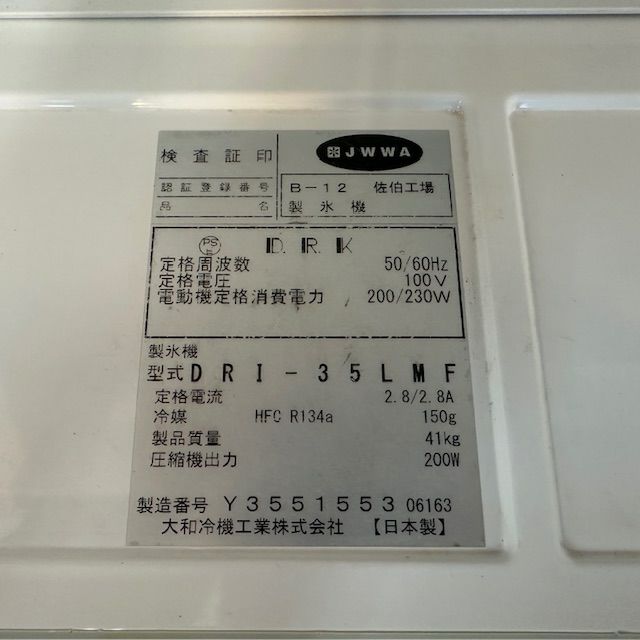 検査証印
JWWA
認証登録番号 B-12 佐伯工場
品名 製氷機
PS
E
D.R.K
定格周波数 50/60Hz
定格電圧 100V
電動機定格消費電力 200/230W
製氷機
型式 DRI-35LMF
定格電流 2.8/2.8A
冷媒 HFC R134a 150g
製品質量 41kg
圧縮機出力 200W
製造番号 Y3551553 06163
大和冷機工業株式会社 【日本製】